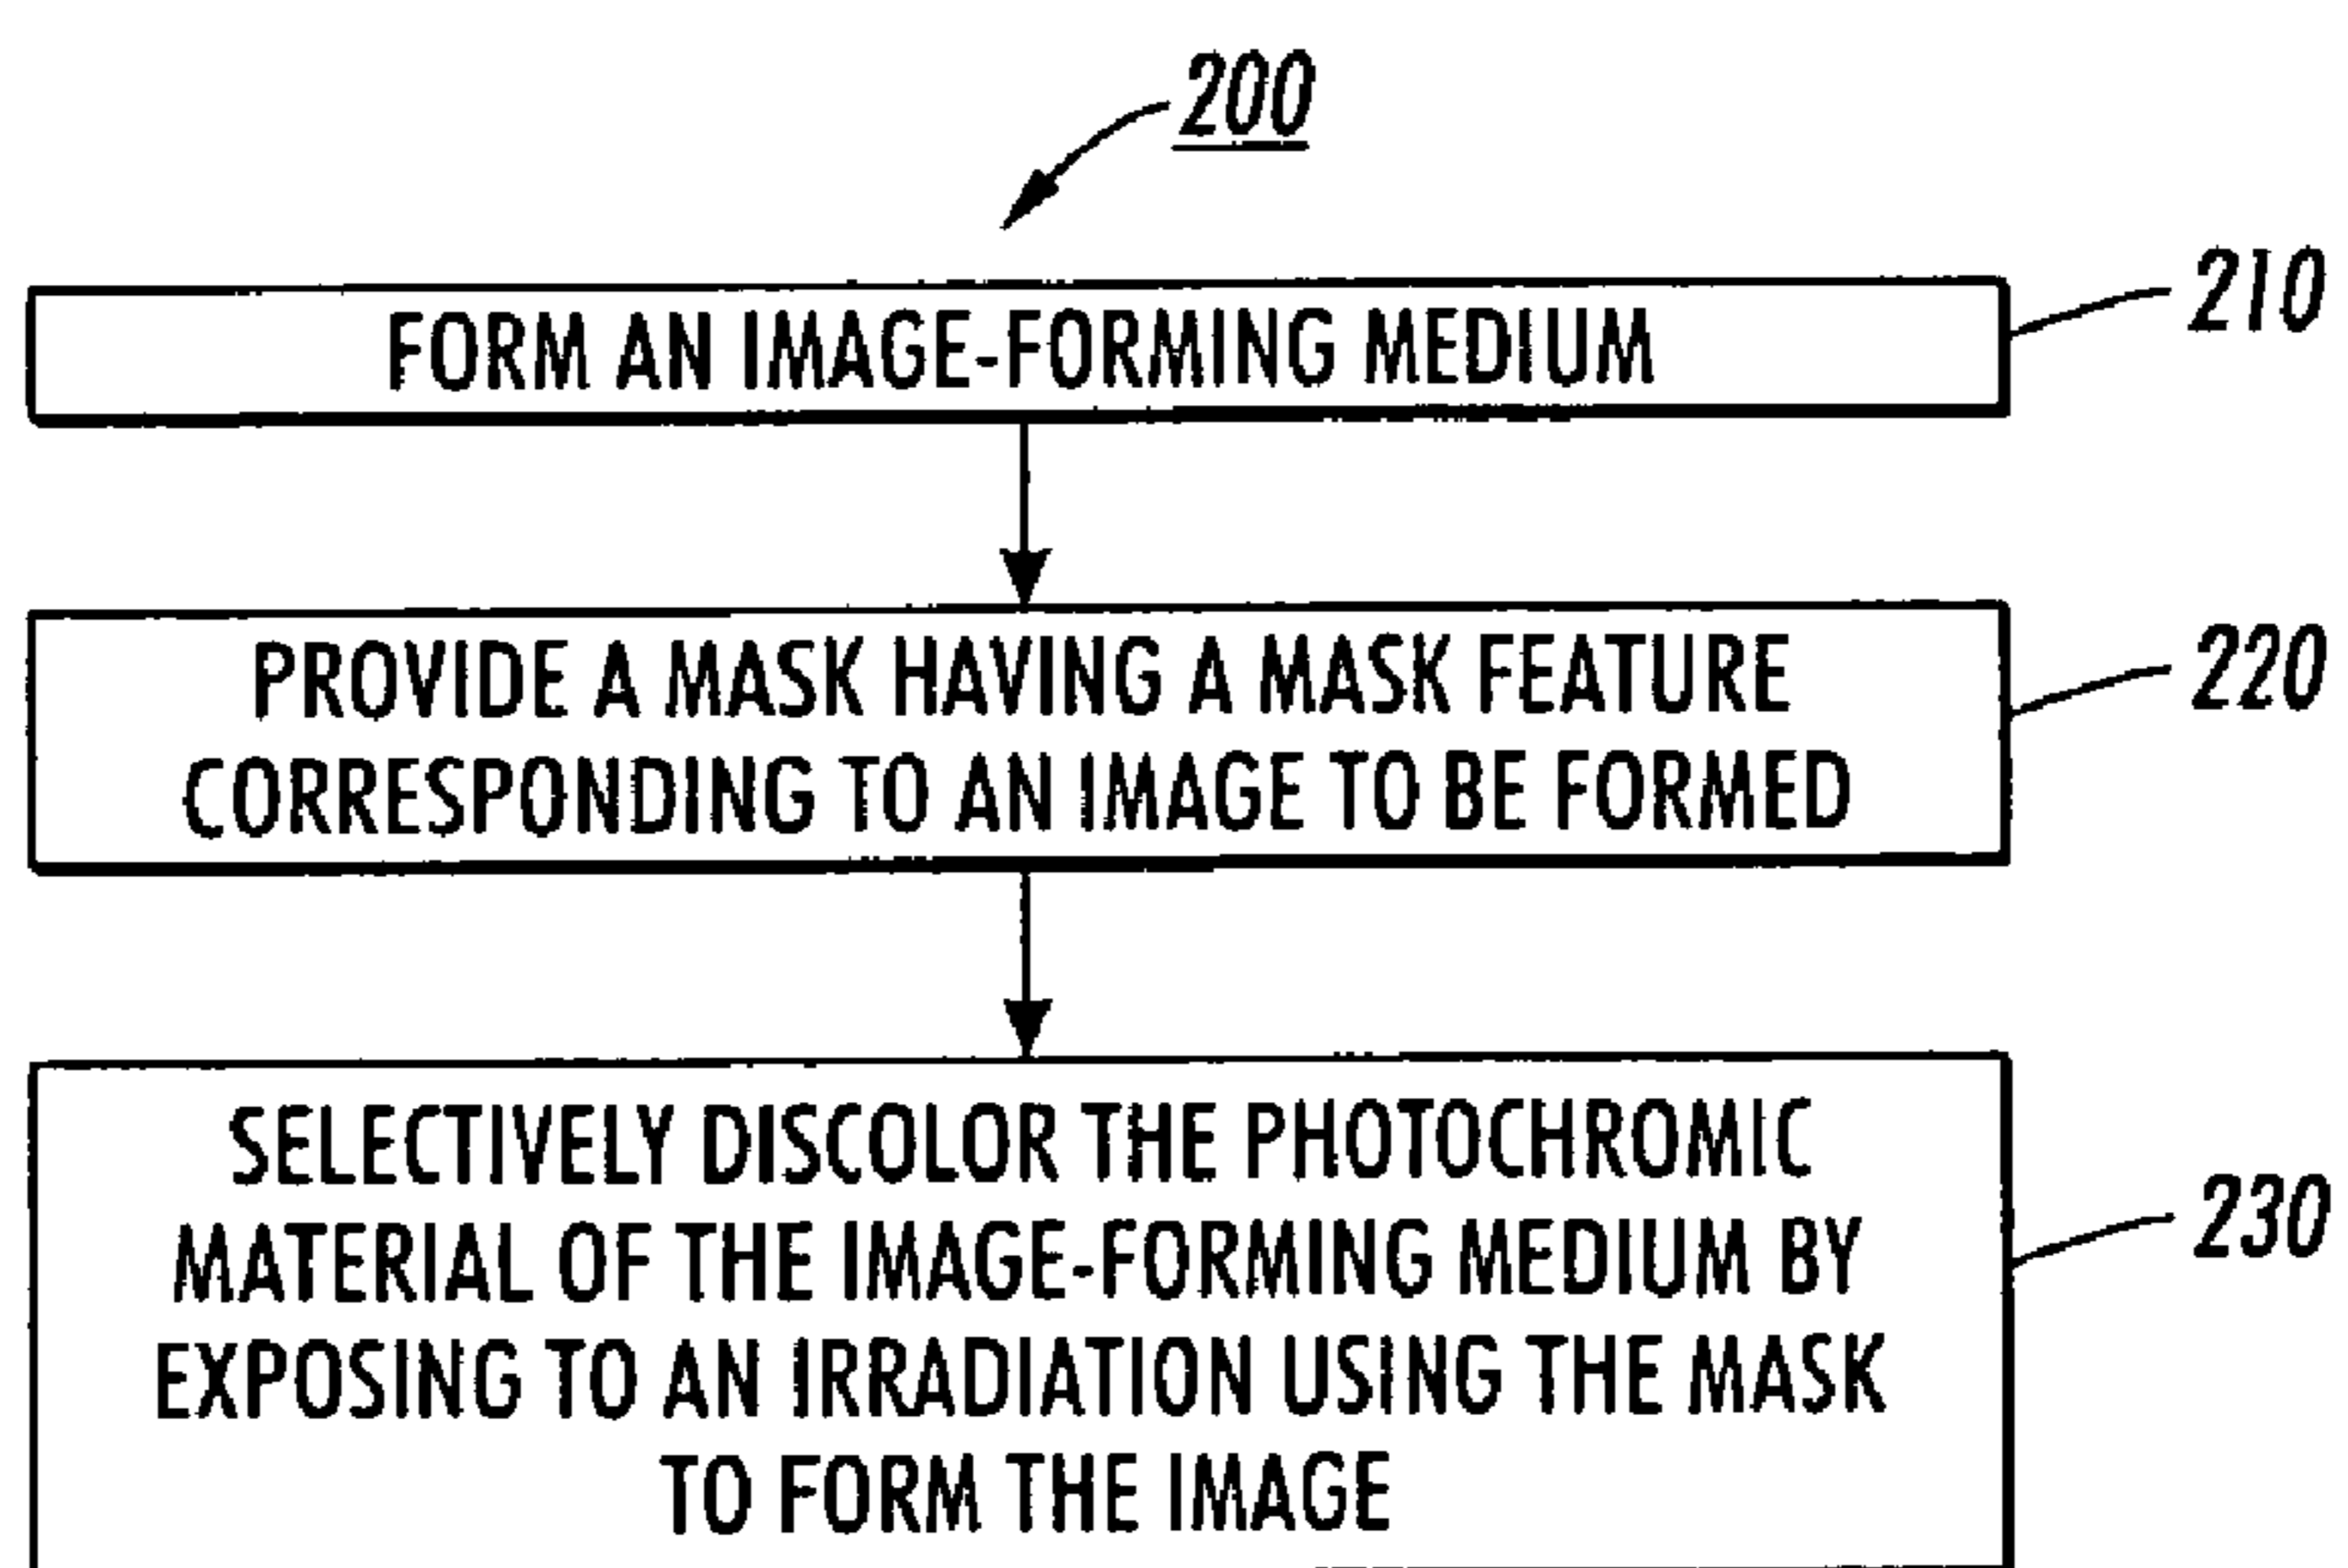 200
FORM AN IMAGE-FORMING MEDIUM
210
PROVIDE A MASK HAVING A MASK FEATURE
CORRESPONDING TO AN IMAGE TO BE FORMED
220
SELECTIVELY DISCOLOR THE PHOTOCHROMIC
MATERIAL OF THE IMAGE-FORMING MEDIUM BY
EXPOSING TO AN IRRADIATION USING THE MASK
TO FORM THE IMAGE
230